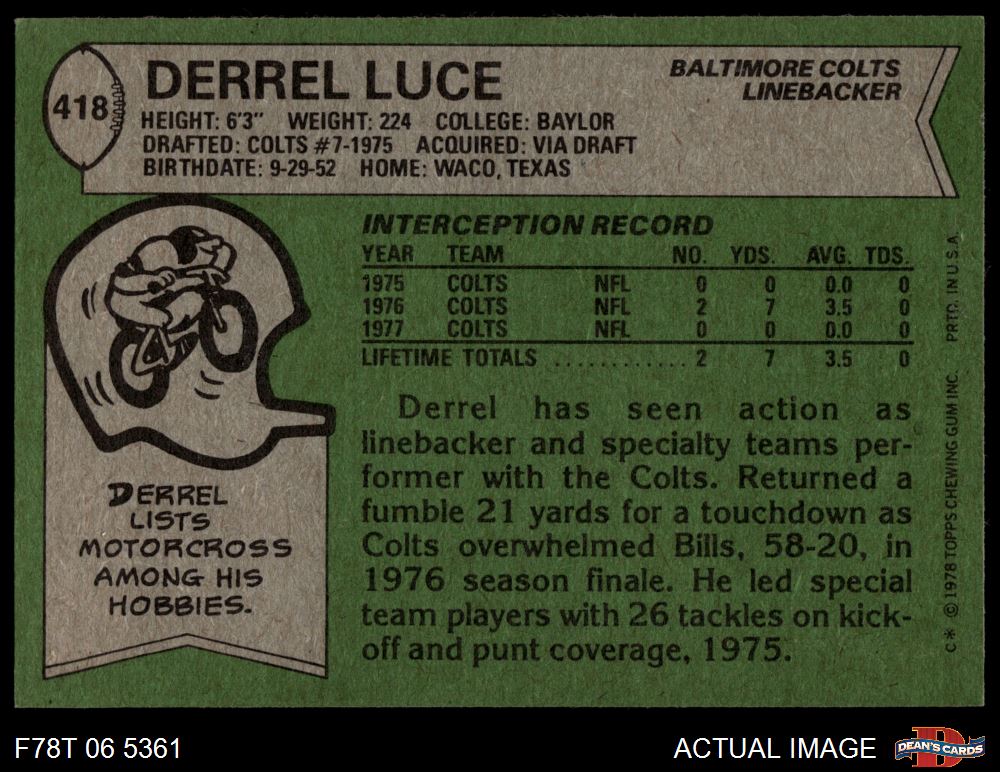 418
DERREL LUCE
BALTIMORE COLTS
LINEBACKER
HEIGHT: 6'3" WEIGHT: 224 COLLEGE: BAYLOR
DRAFTED: COLTS #7-1975 ACQUIRED: VIA DRAFT
BIRTHDATE: 9-29-52 HOME: WACO, TEXAS
INTERCEPTION RECORD
YEAR TEAM NO. YDS. AVG. TDS.
1975 COLTS NFL 0 0 0.0 0
1976 COLTS NFL 2 7 3.5 0
1977 COLTS NFL 0 0 0.0 0
LIFETIME TOTALS ............ 2 7 3.5 0
Derrel has seen action as
linebacker and specialty teams per-
former with the Colts. Returned a
fumble 21 yards for a touchdown as
Colts overwhelmed Bills, 58-20, in
1976 season finale. He led special
team players with 26 tackles on kick-
off and punt coverage, 1975.
DERREL
LISTS
MOTORCROSS
AMONG HIS
HOBBIES.
C* © 1978 TOPPS CHEWING GUM INC. PRTD. IN U.S.A.
F78T 06 5361
ACTUAL IMAGE
D
DEAN'S CARDS